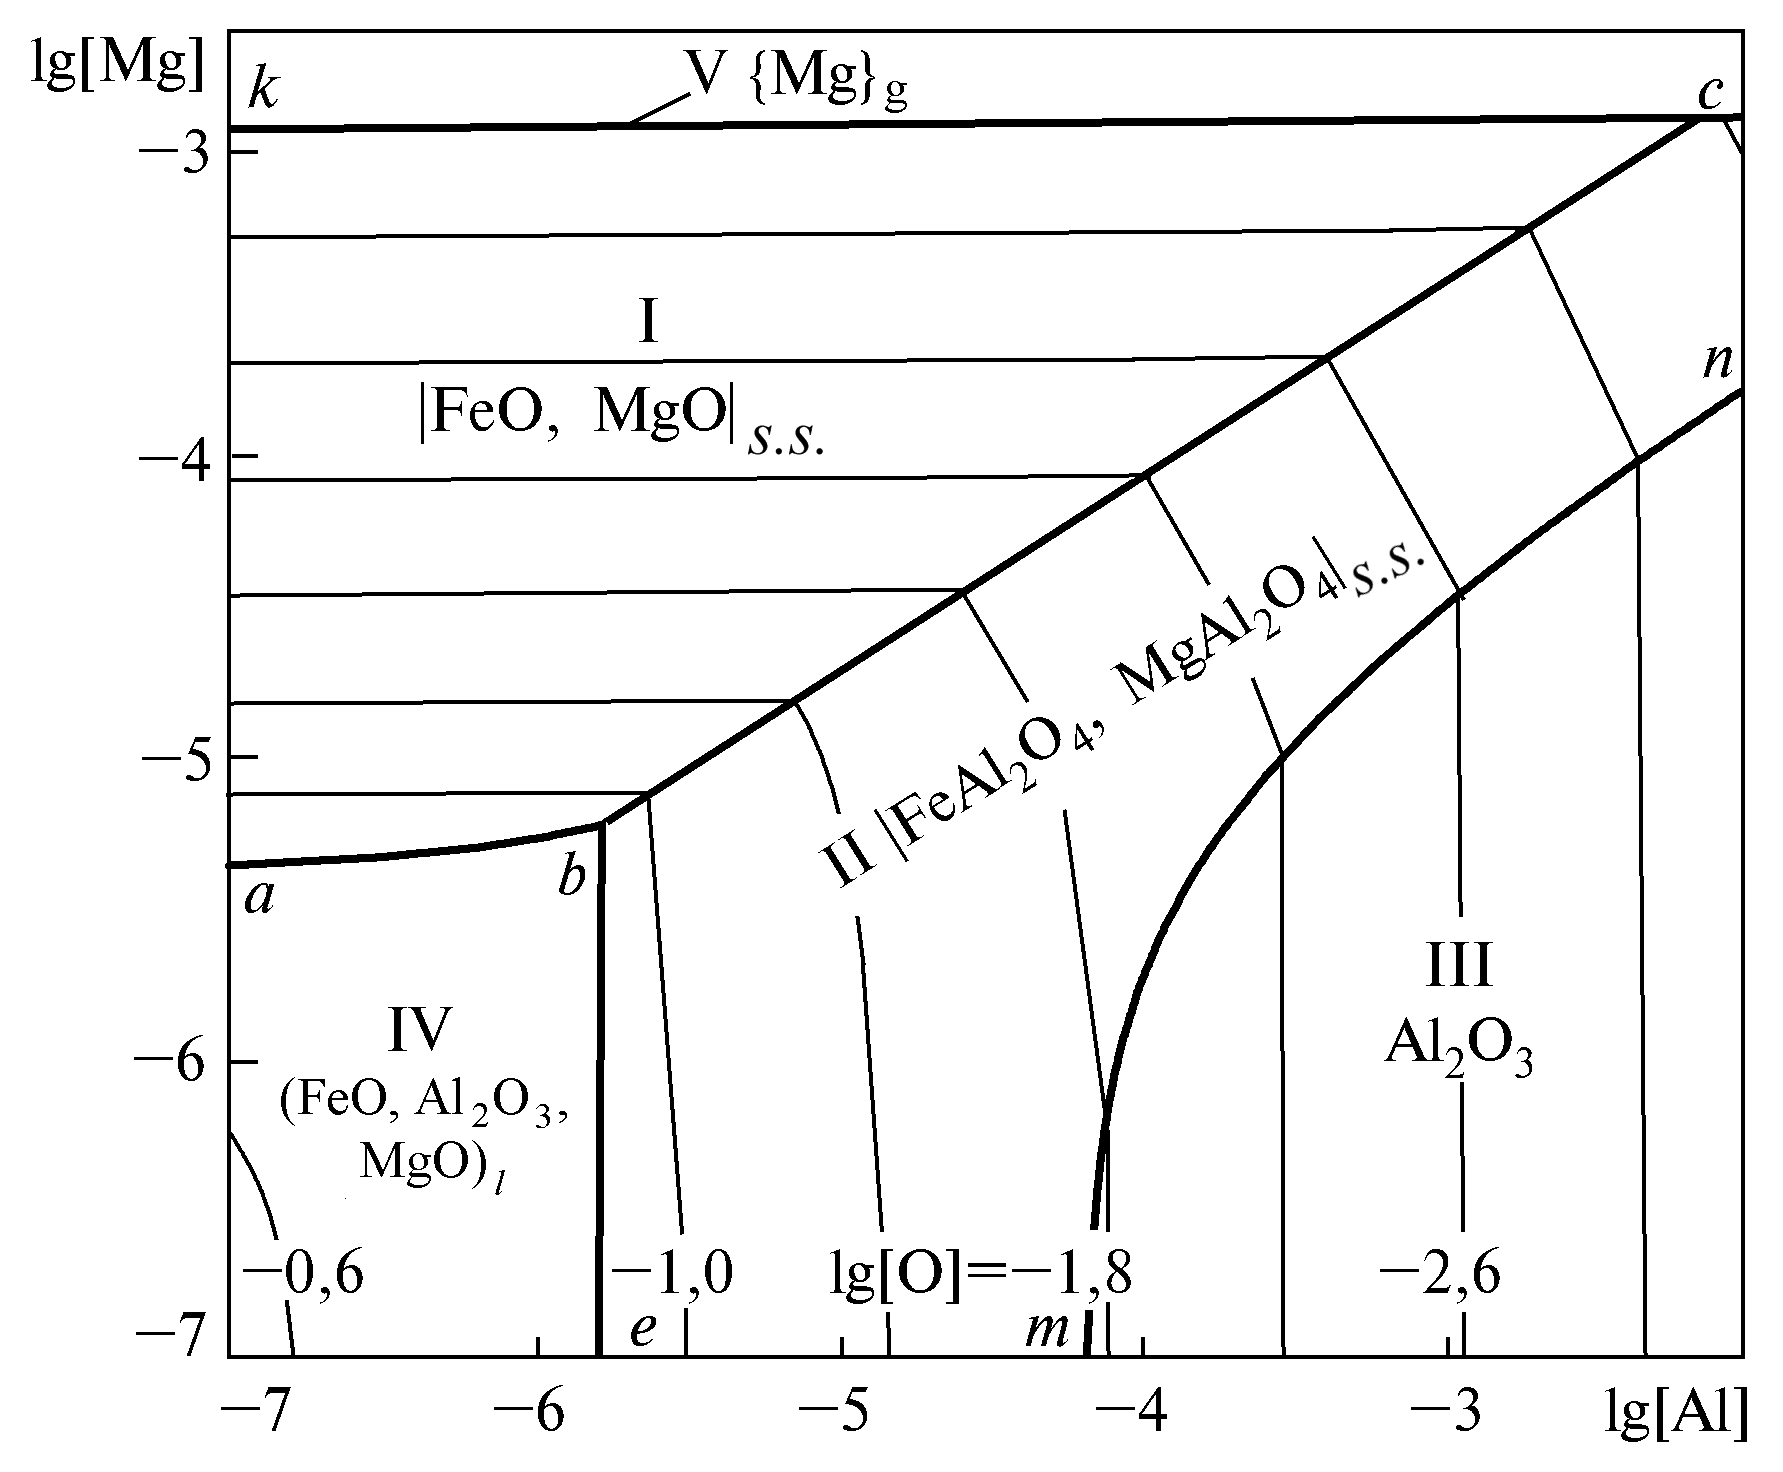 lg[Mg]
k
V {Mg}g
c
−3
I
n
|FeO, MgO|s.s.
−4
II |FeAl2O4, MgAl2O4|s.s.
−5
a
b
III
Al2O3
IV
(FeO, Al2O3,
MgO)l
−6
−0,6
−1,0
lg[O]=−1,8
−2,6
−7
e
m
−7
−6
−5
−4
−3
lg[Al]